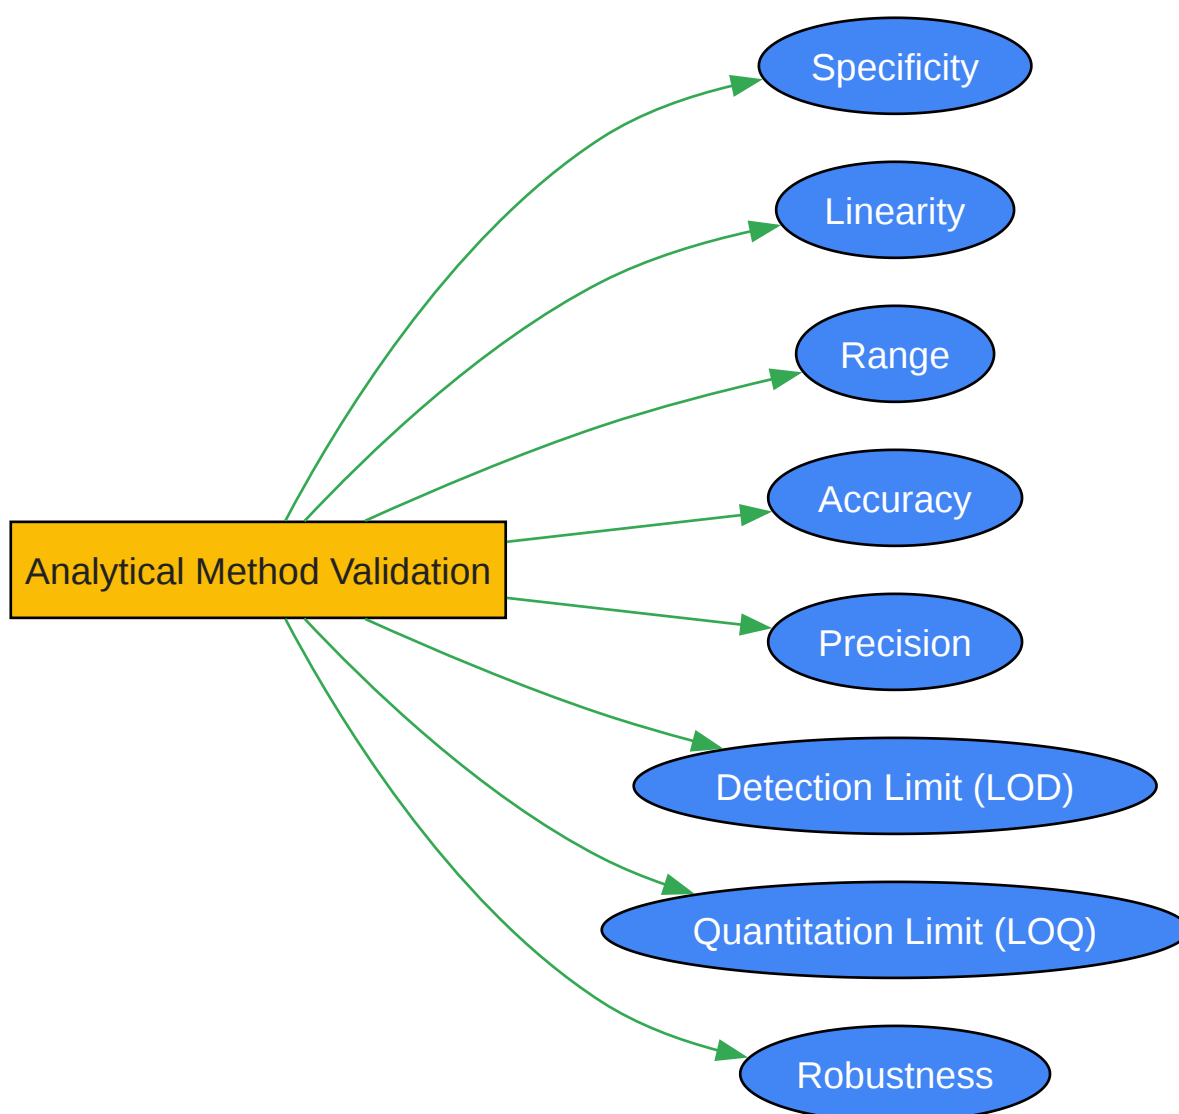 Specificity
Linearity
Range
Accuracy
Analytical Method Validation
Precision
Detection Limit (LOD)
Quantitation Limit (LOQ)
Robustness